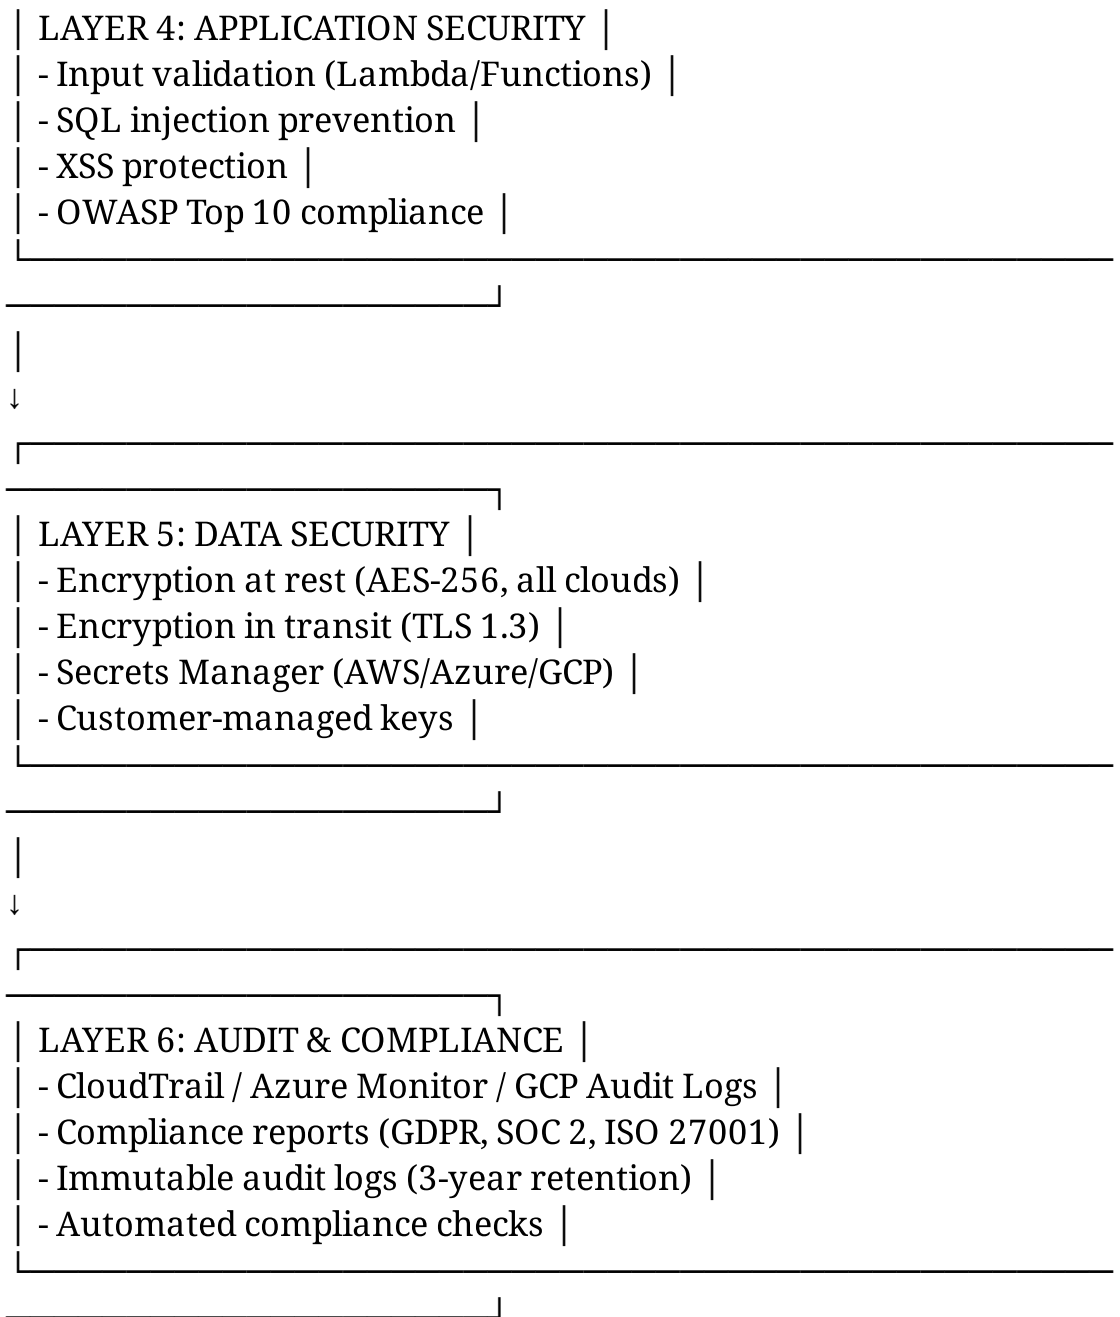 │ LAYER 4: APPLICATION SECURITY │
│ - Input validation (Lambda/Functions) │
│ - SQL injection prevention │
│ - XSS protection │
│ - OWASP Top 10 compliance │
└──────────────────────────────────────────────
─────────────────────┘
│
↓
┌──────────────────────────────────────────────
─────────────────────┐
│ LAYER 5: DATA SECURITY │
│ - Encryption at rest (AES-256, all clouds) │
│ - Encryption in transit (TLS 1.3) │
│ - Secrets Manager (AWS/Azure/GCP) │
│ - Customer-managed keys │
└──────────────────────────────────────────────
─────────────────────┘
│
↓
┌──────────────────────────────────────────────
─────────────────────┐
│ LAYER 6: AUDIT & COMPLIANCE │
│ - CloudTrail / Azure Monitor / GCP Audit Logs │
│ - Compliance reports (GDPR, SOC 2, ISO 27001) │
│ - Immutable audit logs (3-year retention) │
│ - Automated compliance checks │
└──────────────────────────────────────────────
─────────────────────┘